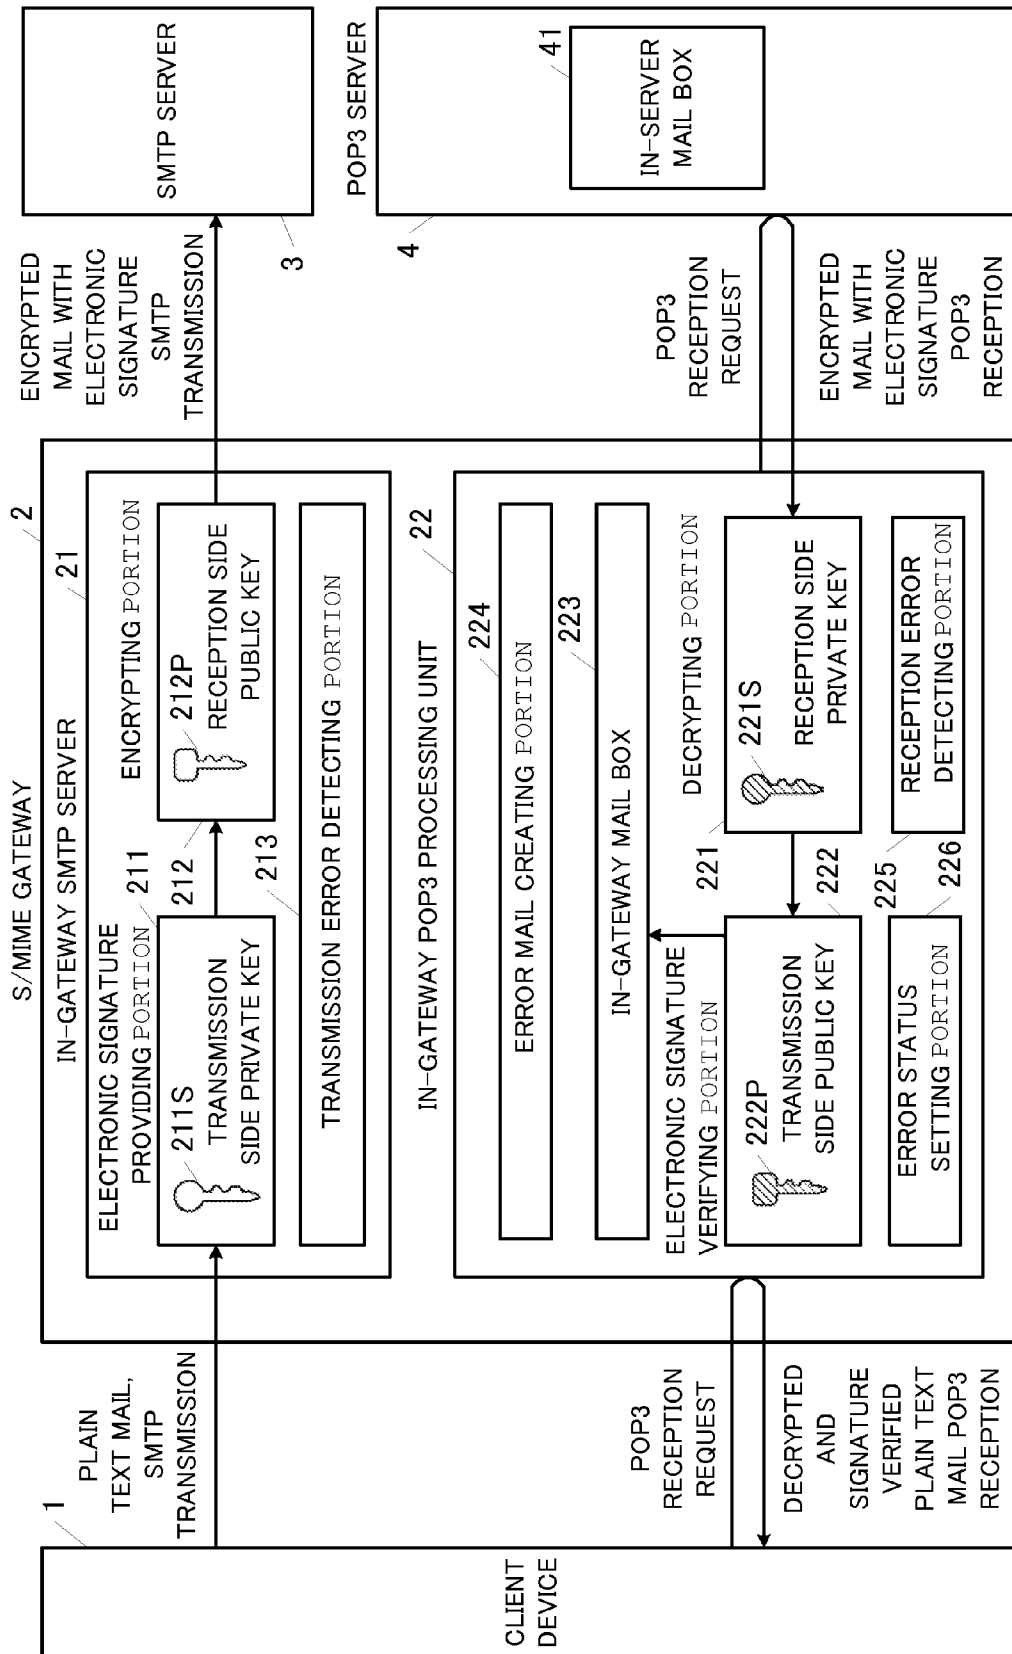 S/MIME GATEWAY
2
IN-GATEWAY SMTP SERVER
21
ELECTRONIC SIGNATURE
PROVIDING PORTION
211
211S
TRANSMISSION
SIDE PRIVATE KEY
ENCRYPTING PORTION
212
212P
RECEPTION SIDE
PUBLIC KEY
213
TRANSMISSION ERROR DETECTING PORTION
PLAIN
TEXT MAIL,
SMTP
TRANSMISSION
1
CLIENT
DEVICE
ENCRYPTED
MAIL WITH
ELECTRONIC
SIGNATURE
SMTP
TRANSMISSION
SMTP SERVER
3
POP3 SERVER
4
41
IN-SERVER
MAIL BOX
IN-GATEWAY POP3 PROCESSING UNIT
22
224
ERROR MAIL CREATING PORTION
223
IN-GATEWAY MAIL BOX
ELECTRONIC SIGNATURE
VERIFYING PORTION
222P
TRANSMISSION
SIDE PUBLIC KEY
222
DECRYPTING PORTION
221
221S
RECEPTION SIDE
PRIVATE KEY
ERROR STATUS
SETTING PORTION
226
225
RECEPTION ERROR
DETECTING PORTION
POP3
RECEPTION
REQUEST
DECRYPTED
AND
SIGNATURE
VERIFIED
PLAIN TEXT
MAIL POP3
RECEPTION
POP3
RECEPTION
REQUEST
ENCRYPTED
MAIL WITH
ELECTRONIC
SIGNATURE
POP3
RECEPTION